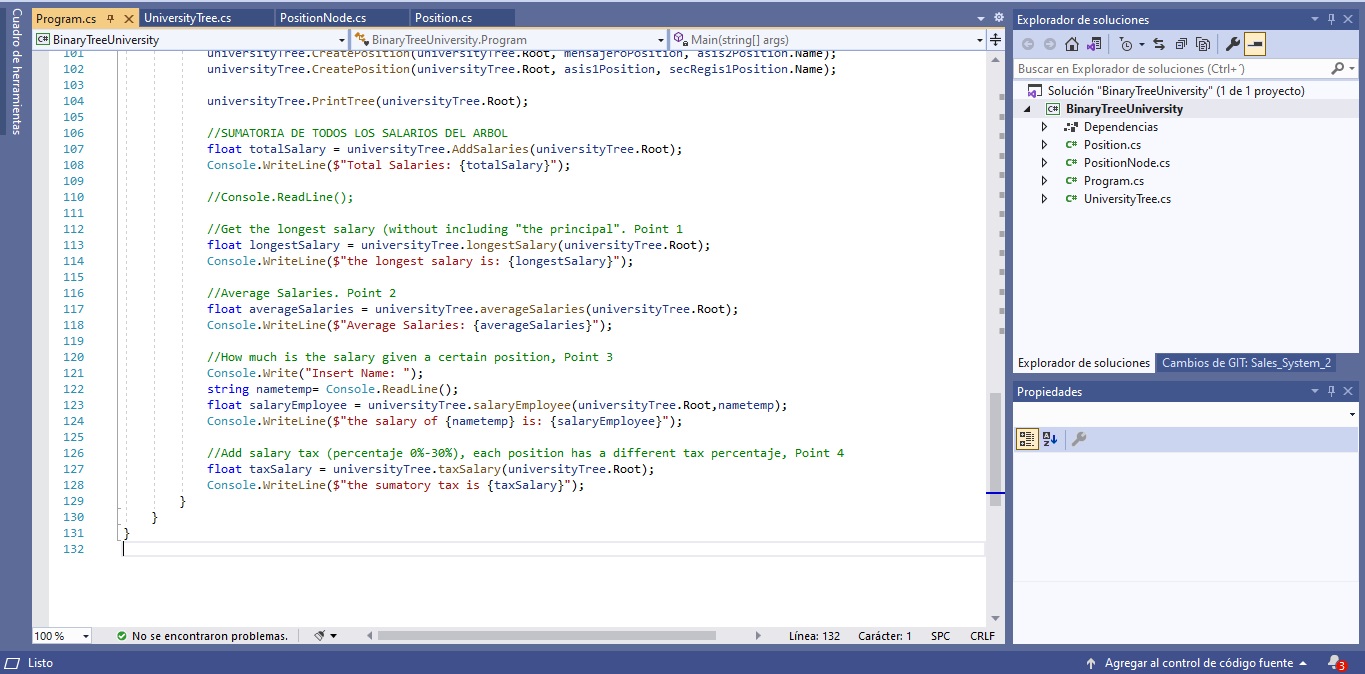 Cuadro de herramientas
Program.cs
UniversityTree.cs
PositionNode.cs
Position.cs
C# BinaryTreeUniversity
BinaryTreeUniversity.Program
Main(string[] args)
101 universityTree.CreatePosition(universityTree.Root, mensajeroPosition, asis2Position.Name);
102 universityTree.CreatePosition(universityTree.Root, asis1Position, secRegis1Position.Name);
103
104 universityTree.PrintTree(universityTree.Root);
105
106 //SUMATORIA DE TODOS LOS SALARIOS DEL ARBOL
107 float totalSalary = universityTree.AddSalaries(universityTree.Root);
108 Console.WriteLine($"Total Salaries: {totalSalary}");
109
110 //Console.ReadLine();
111
112 //Get the longest salary (without including "the principal". Point 1
113 float longestSalary = universityTree.longestSalary(universityTree.Root);
114 Console.WriteLine($"the longest salary is: {longestSalary}");
115
116 //Average Salaries. Point 2
117 float averageSalaries = universityTree.averageSalaries(universityTree.Root);
118 Console.WriteLine($"Average Salaries: {averageSalaries}");
119
120 //How much is the salary given a certain position, Point 3
121 Console.Write("Insert Name: ");
122 string nametemp= Console.ReadLine();
123 float salaryEmployee = universityTree.salaryEmployee(universityTree.Root,nametemp);
124 Console.WriteLine($"the salary of {nametemp} is: {salaryEmployee}");
125
126 //Add salary tax (percentaje 0%-30%), each position has a different tax percentaje, Point 4
127 float taxSalary = universityTree.taxSalary(universityTree.Root);
128 Console.WriteLine($"the sumatory tax is {taxSalary}");
129 }
130 }
131 }
132
100 %
No se encontraron problemas.
Línea: 132
Carácter: 1
SPC
CRLF
Explorador de soluciones
Buscar en Explorador de soluciones (Ctrl+´)
Solución "BinaryTreeUniversity" (1 de 1 proyecto)
C# BinaryTreeUniversity
Dependencias
C# Position.cs
C# PositionNode.cs
C# Program.cs
C# UniversityTree.cs
Explorador de soluciones
Cambios de GIT: Sales_System_2
Propiedades
Listo
Agregar al control de código fuente
3